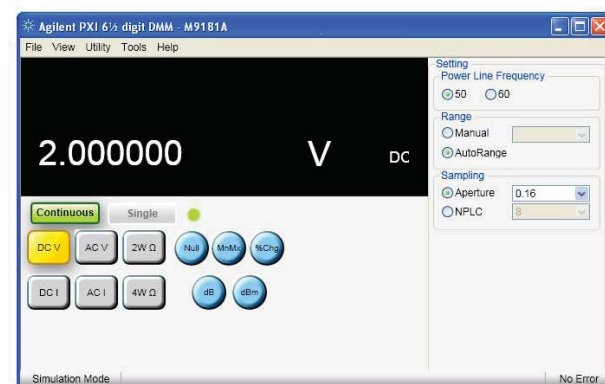 Agilent PXI 6½ digit DMM - M9181A
File View Utility Tools Help
2.000000 V DC
Continuous Single
DC V AC V 2W Ω Null MnMx %Chg
DC I AC I 4W Ω dB dBm
Setting
Power Line Frequency
50 60
Range
Manual
AutoRange
Sampling
Aperture 0.16
NPLC 8
Simulation Mode No Error